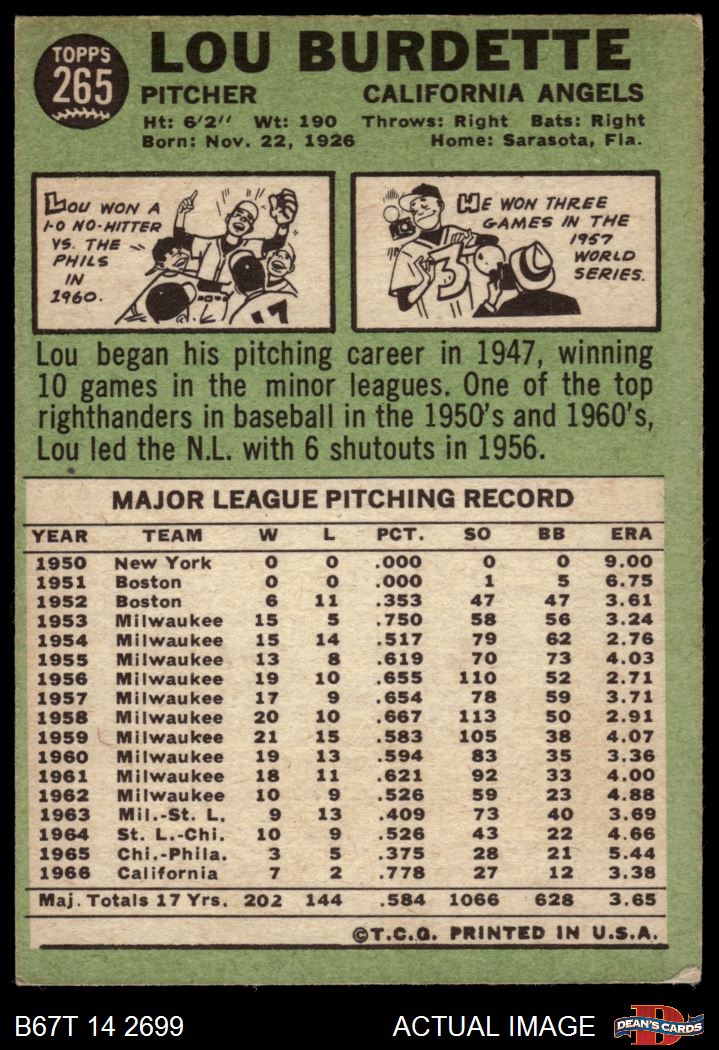 TOPPS
265
LOU BURDETTE
PITCHER CALIFORNIA ANGELS
Ht: 6'2" Wt: 190 Throws: Right Bats: Right
Born: Nov. 22, 1926 Home: Sarasota, Fla.
LOU WON A
1-0 NO-HITTER
VS. THE
PHILS
IN
1960.
17
HE WON THREE
GAMES IN THE
1957
WORLD
SERIES.
3
Lou began his pitching career in 1947, winning
10 games in the minor leagues. One of the top
righthanders in baseball in the 1950's and 1960's,
Lou led the N.L. with 6 shutouts in 1956.
MAJOR LEAGUE PITCHING RECORD
YEAR TEAM W L PCT. SO BB ERA
1950 New York 0 0 .000 0 0 9.00
1951 Boston 0 0 .000 1 5 6.75
1952 Boston 6 11 .353 47 47 3.61
1953 Milwaukee 15 5 .750 58 56 3.24
1954 Milwaukee 15 14 .517 79 62 2.76
1955 Milwaukee 13 8 .619 70 73 4.03
1956 Milwaukee 19 10 .655 110 52 2.71
1957 Milwaukee 17 9 .654 78 59 3.71
1958 Milwaukee 20 10 .667 113 50 2.91
1959 Milwaukee 21 15 .583 105 38 4.07
1960 Milwaukee 19 13 .594 83 35 3.36
1961 Milwaukee 18 11 .621 92 33 4.00
1962 Milwaukee 10 9 .526 59 23 4.88
1963 Mil.-St. L. 9 13 .409 73 40 3.69
1964 St. L.-Chi. 10 9 .526 43 22 4.66
1965 Chi.-Phila. 3 5 .375 28 21 5.44
1966 California 7 2 .778 27 12 3.38
Maj. Totals 17 Yrs. 202 144 .584 1066 628 3.65
©T.C.G. PRINTED IN U.S.A.
B67T 14 2699 ACTUAL IMAGE
D
DEAN'S CARDS